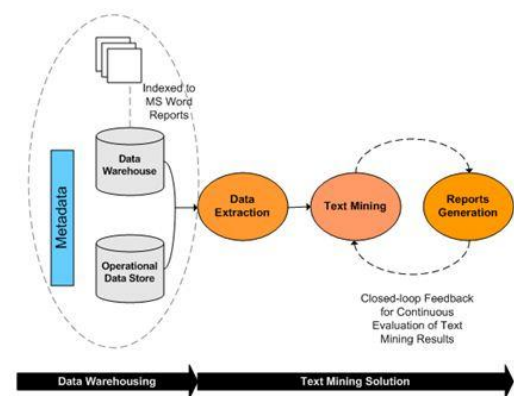 Indexed to
MS Word
Reports
Data
Warehouse
Metadata
Operational
Data Store
Data
Extraction
Text Mining
Reports
Generation
Closed-loop Feedback
for Continuous
Evaluation of Text
Mining Results
Data Warehousing
Text Mining Solution